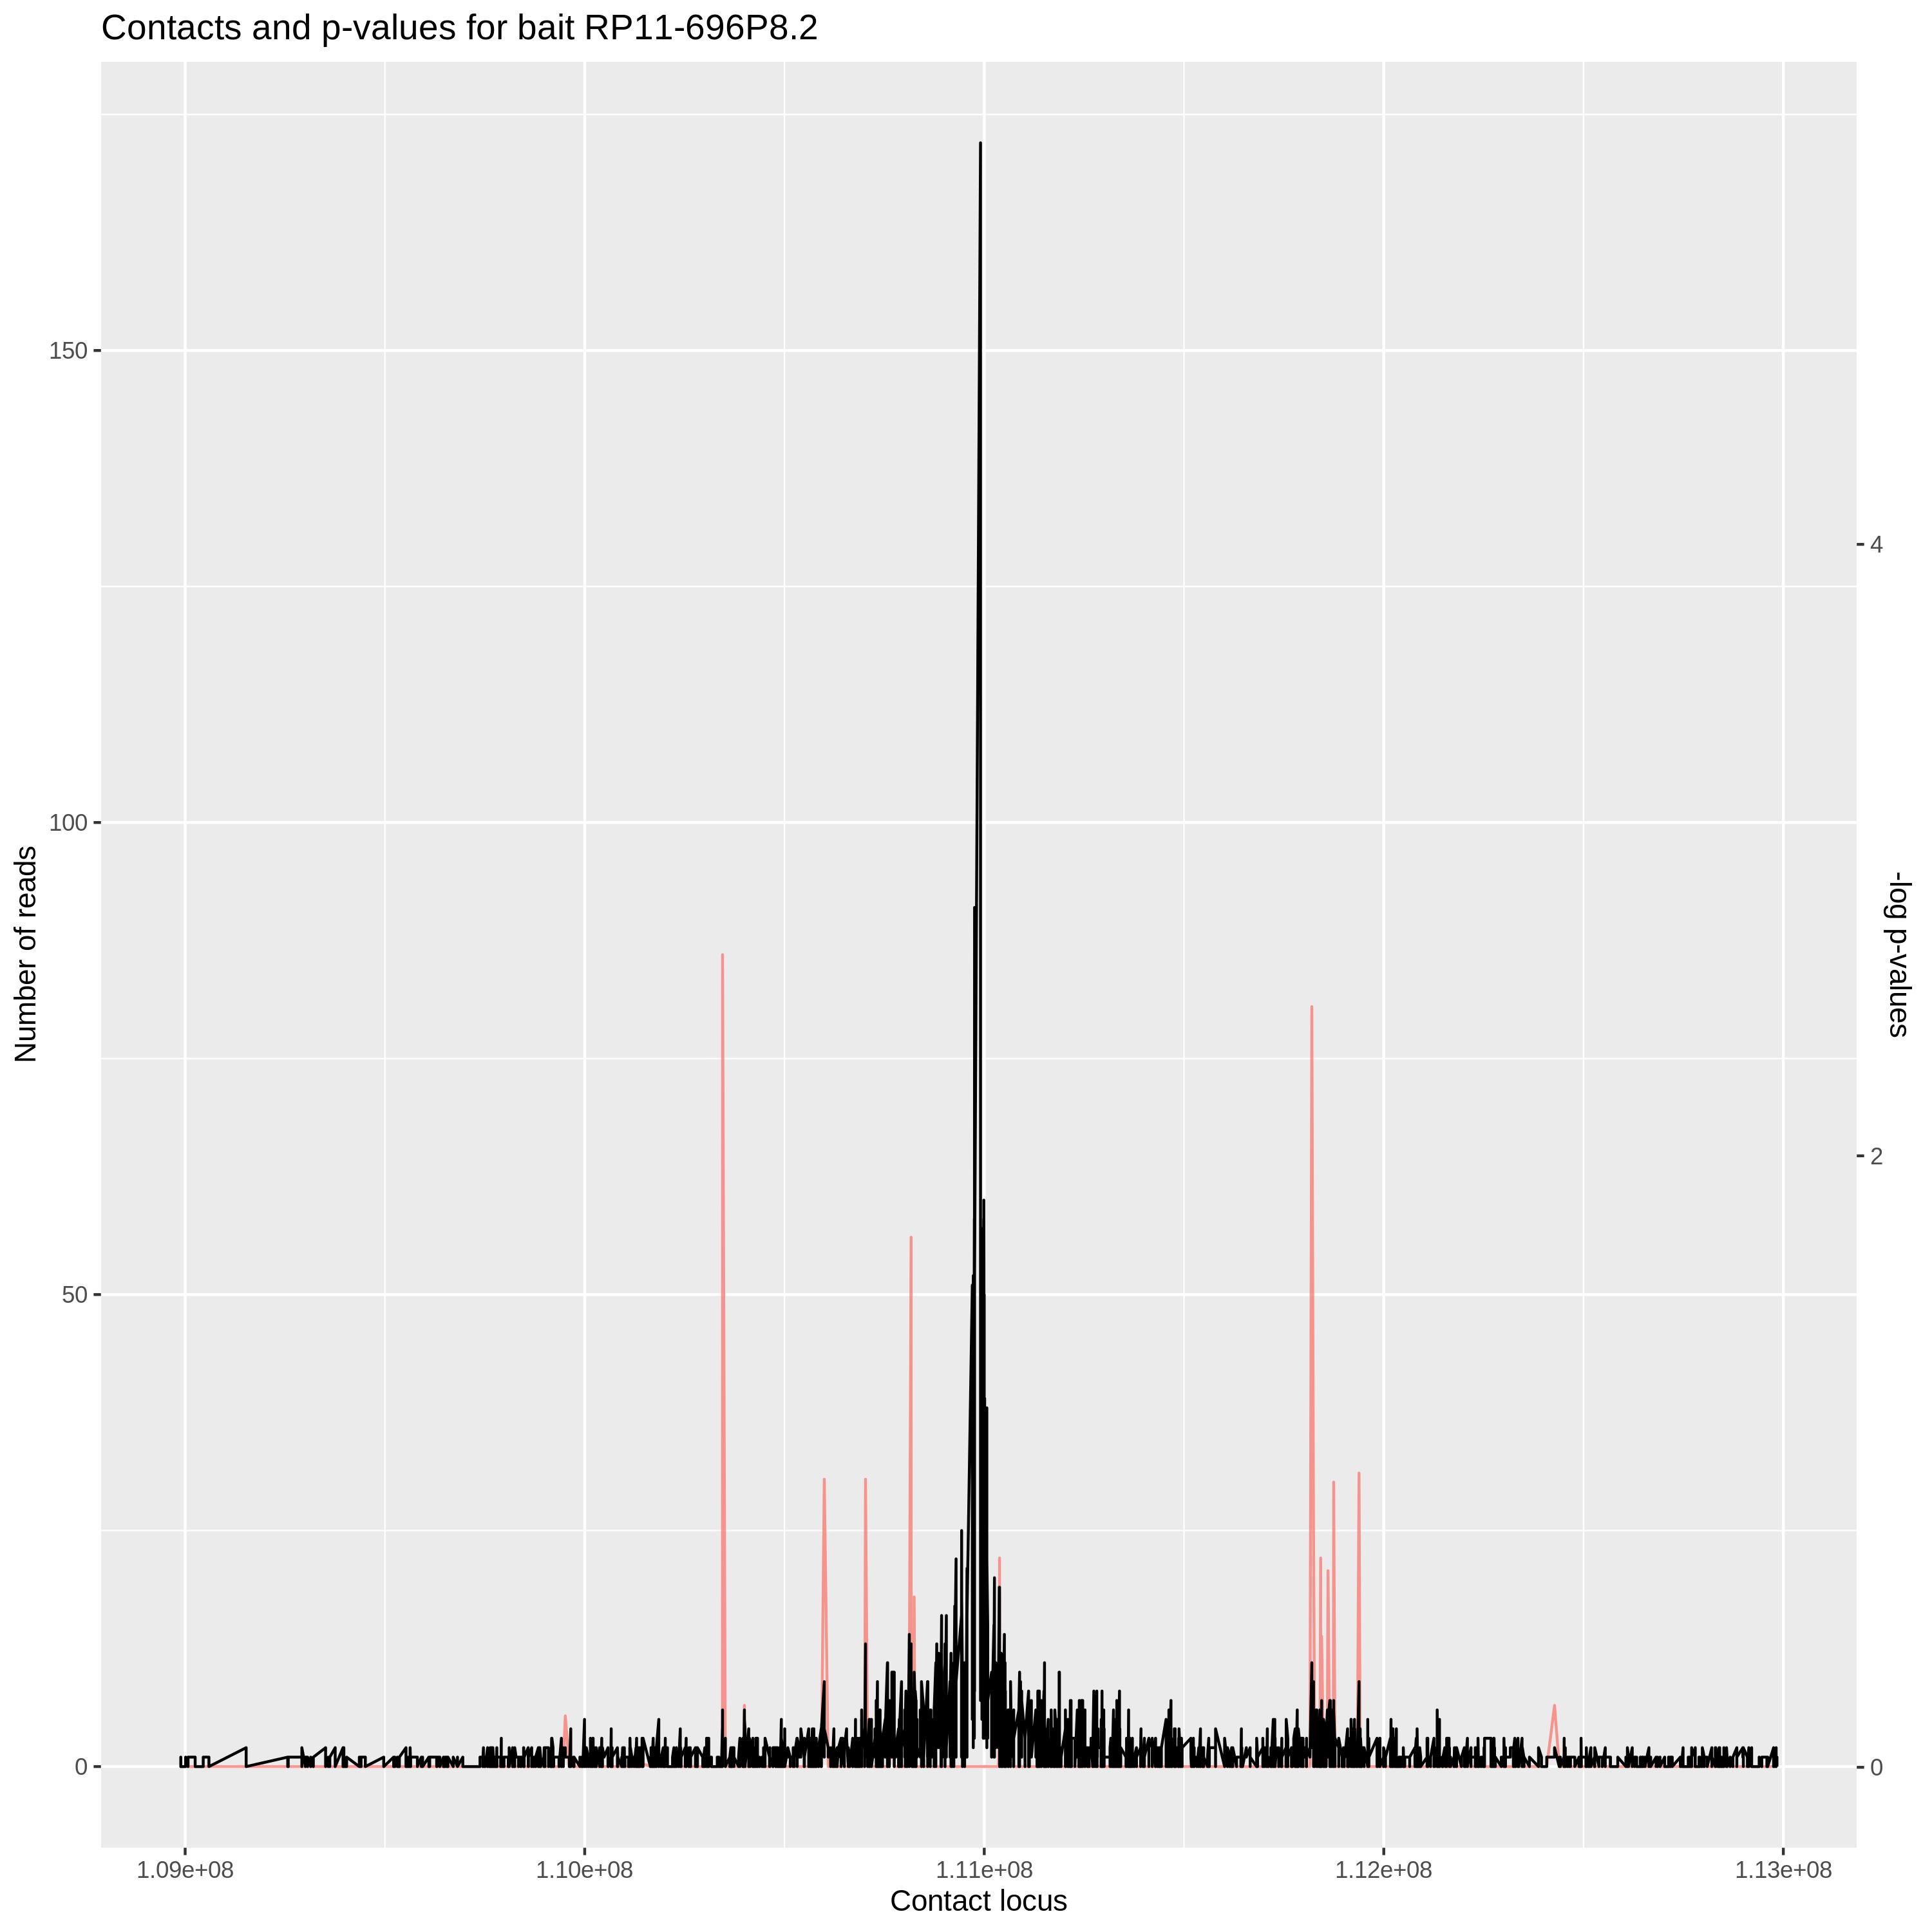 Contacts and p-values for bait RP11-696P8.2
150
100
50
0
Number of reads
4
2
0
-log p-values
1.09e+08
1.10e+08
1.11e+08
1.12e+08
1.13e+08
Contact locus